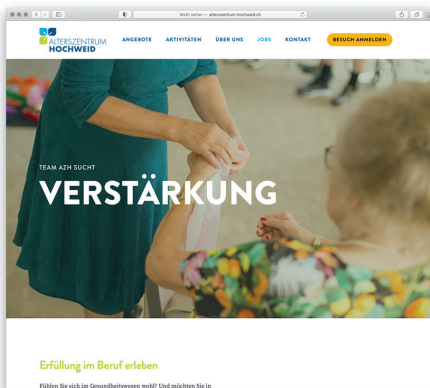 Nicht sicher — alterszentrum-hochweid.ch
ALTERSZENTRUM
HOCHWEID
ANGEBOTE AKTIVITÄTEN ÜBER UNS JOBS KONTAKT BESUCH ANMELDEN
TEAM AZH SUCHT
VERSTÄRKUNG
Erfüllung im Beruf erleben
Fühlen Sie sich im Gesundheitswesen wohl? Und möchten Sie in